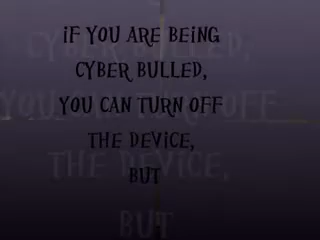 IF YOU ARE BEING
CYBER BULLED,
YOU CAN TURN OFF
THE DEVICE,
BUT